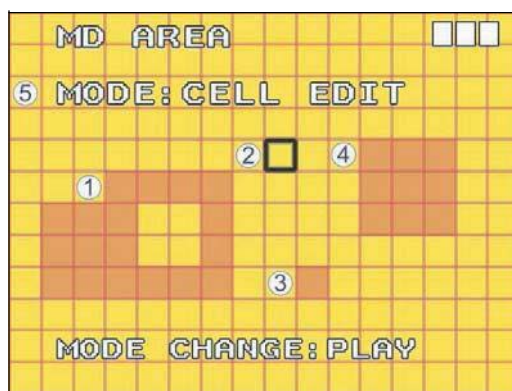 MD AREA
⑤ MODE:CELL EDIT
② ④
①
③
MODE CHANGE:PLAY